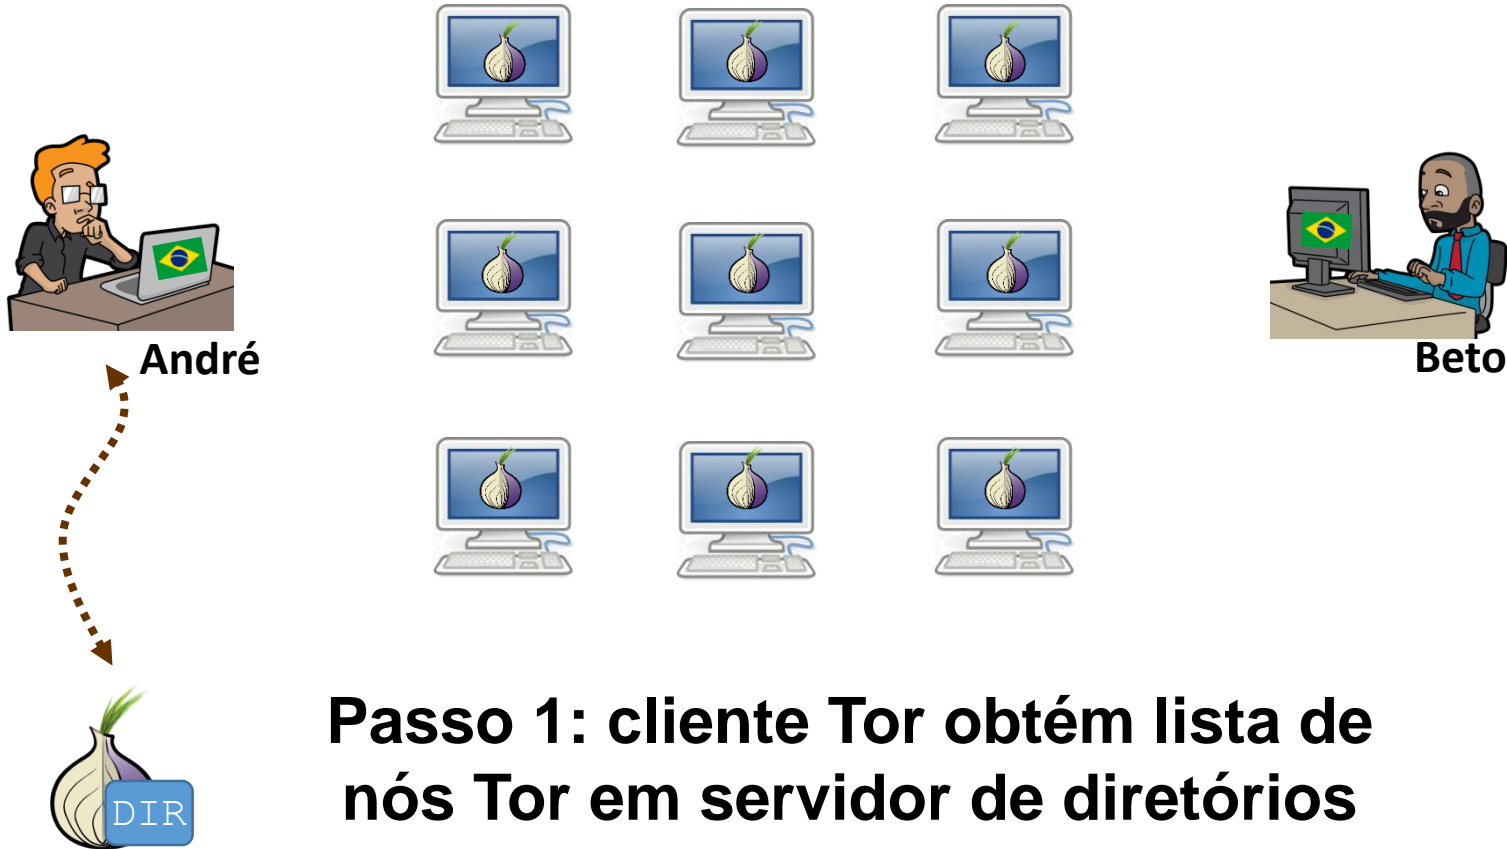 André
Beto
DIR
Passo 1: cliente Tor obtém lista de
nós Tor em servidor de diretórios